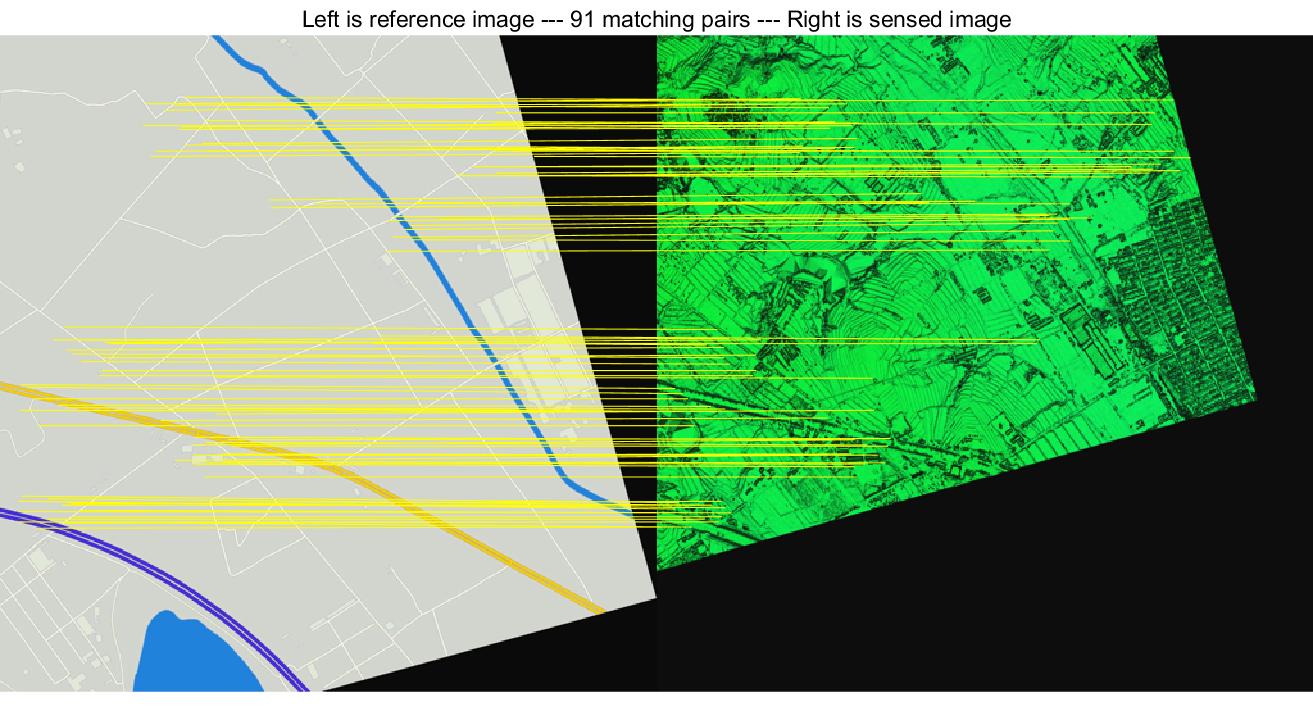 Left is reference image --- 91 matching pairs --- Right is sensed image